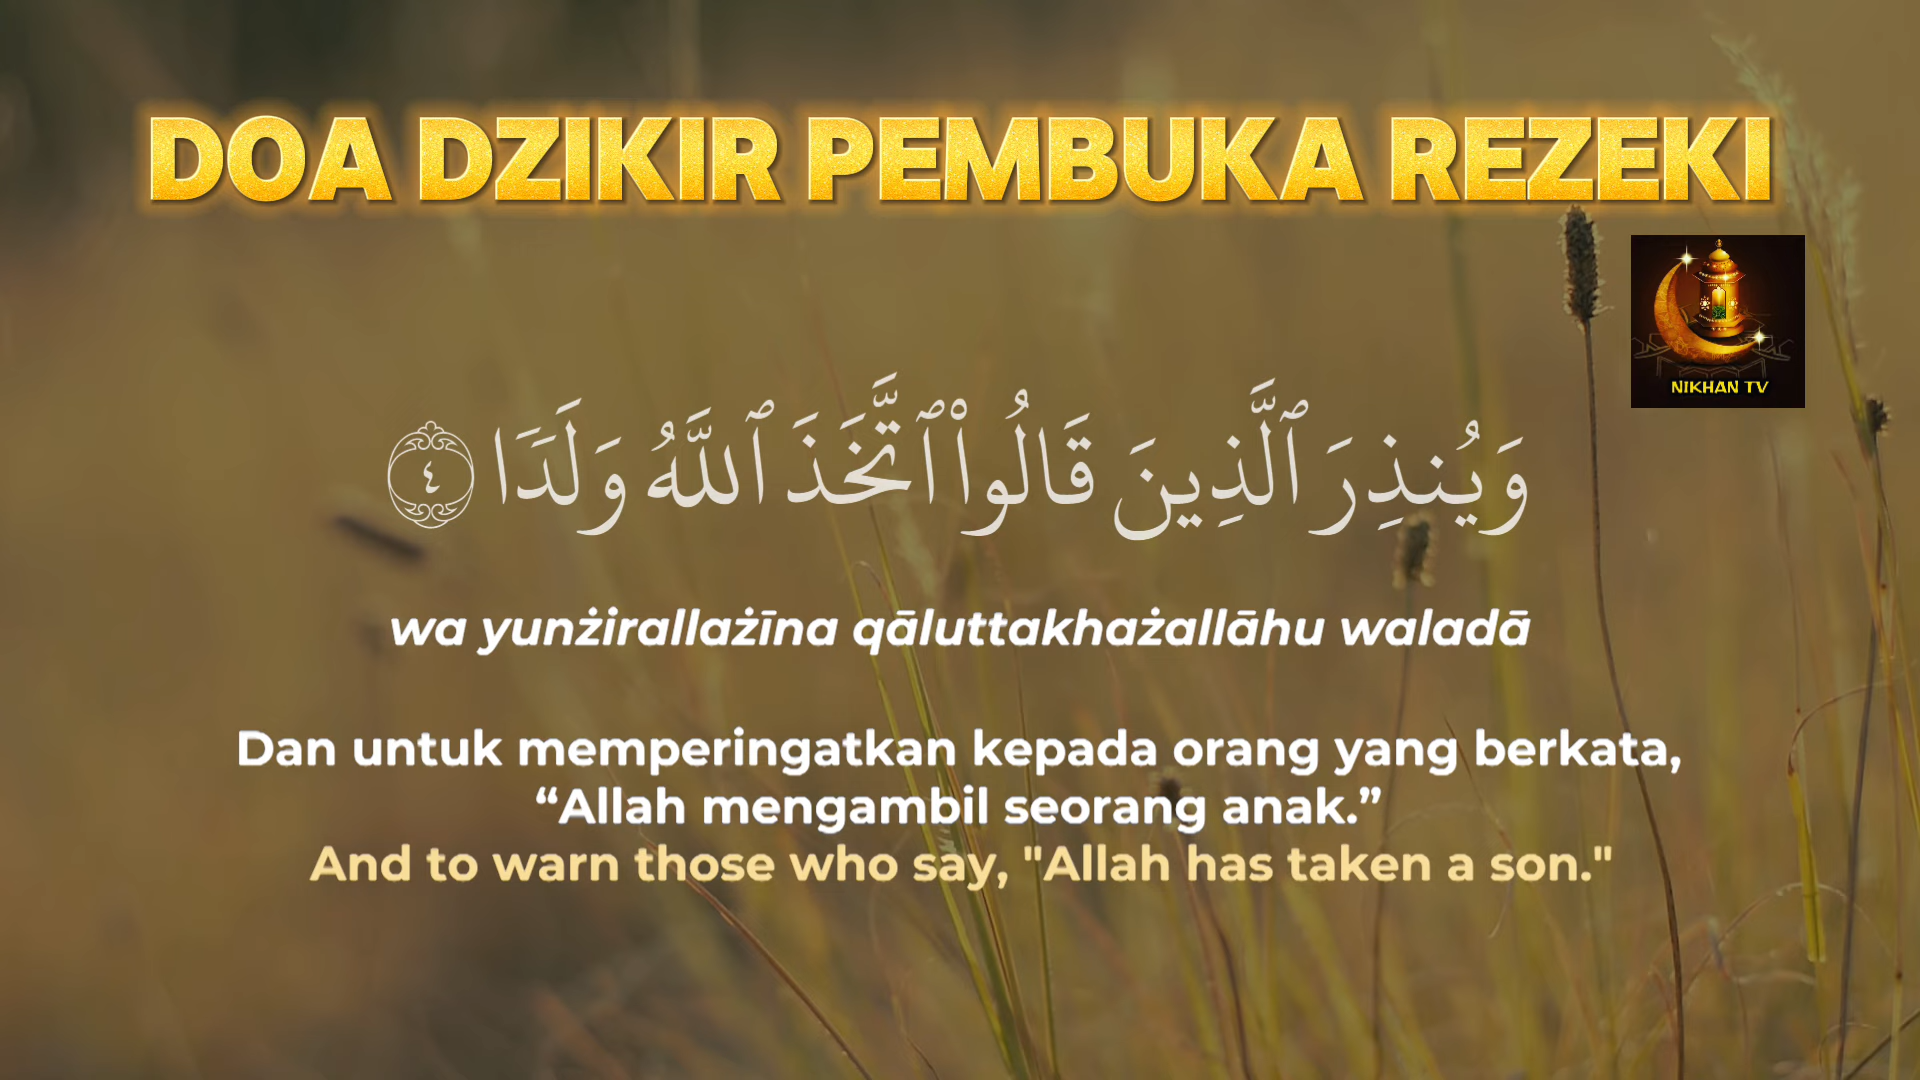 DOA DZIKIR PEMBUKA REZEKI
NIKHAN TV
وَيُنذِرَ ٱلَّذِينَ قَالُوا۟ ٱتَّخَذَ ٱللَّهُ وَلَدًا ٤
wa yunżirallażīna qāluttakhażallāhu waladā
Dan untuk memperingatkan kepada orang yang berkata,
“Allah mengambil seorang anak.”
And to warn those who say, "Allah has taken a son."